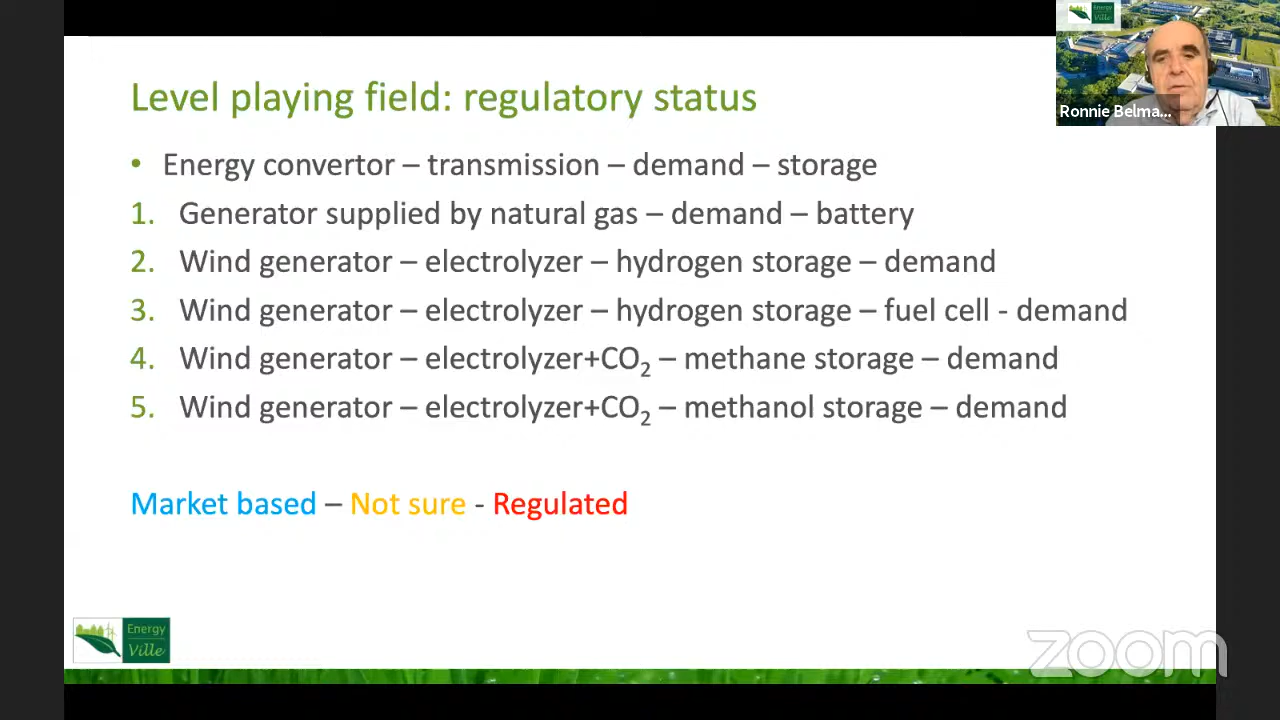 Energy
Ville
Ronnie Belma...
Level playing field: regulatory status
• Energy convertor – transmission – demand – storage
1. Generator supplied by natural gas – demand – battery
2. Wind generator – electrolyzer – hydrogen storage – demand
3. Wind generator – electrolyzer – hydrogen storage – fuel cell - demand
4. Wind generator – electrolyzer+CO₂ – methane storage – demand
5. Wind generator – electrolyzer+CO₂ – methanol storage – demand
Market based – Not sure - Regulated
Energy
Ville
zoom